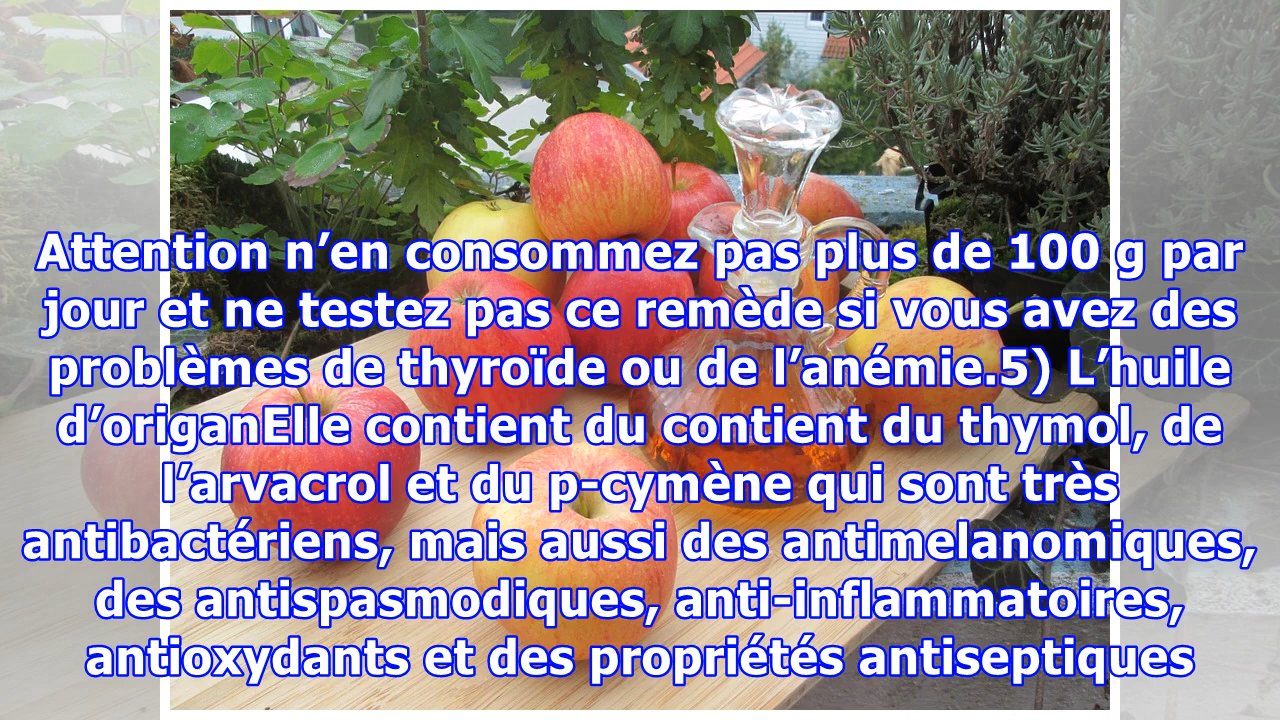 Attention n’en consommez pas plus de 100 g par
jour et ne testez pas ce remède si vous avez des
problèmes de thyroïde ou de l’anémie.5) L’huile
d’origanElle contient du contient du thymol, de
l’arvacrol et du p-cymène qui sont très
antibactériens, mais aussi des antimelanomiques,
des antispasmodiques, anti-inflammatoires,
antioxydants et des propriétés antiseptiques